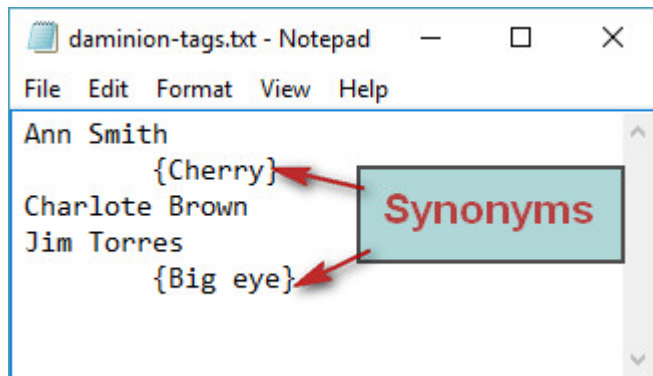 daminion-tags.txt - Notepad
File Edit Format View Help
Ann Smith
{Cherry}
Charlote Brown
Jim Torres
{Big eye}
Synonyms